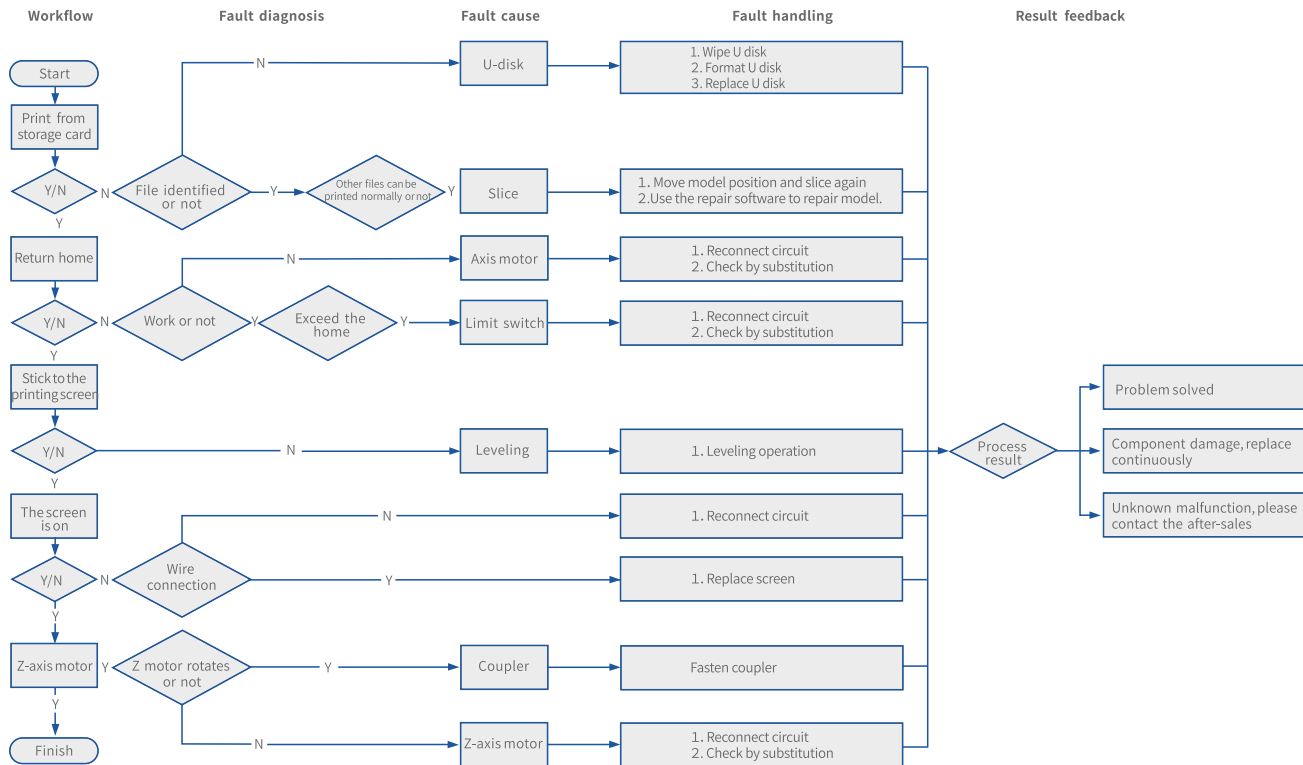 Workflow
Fault diagnosis
Fault cause
Fault handling
Result feedback
Start
Print from
storage card
Y/N
N
Y
File identified
or not
N
Y
Other files can be
printed normally or not
Y
U-disk
1. Wipe U disk
2. Format U disk
3. Replace U disk
Slice
1. Move model position and slice again
2.Use the repair software to repair model.
Return home
Y/N
N
Y
Work or not
N
Y
Exceed the
home
Y
Axis motor
1. Reconnect circuit
2. Check by substitution
Limit switch
1. Reconnect circuit
2. Check by substitution
Stick to the
printing screen
Y/N
N
Y
Leveling
1. Leveling operation
Process
result
Problem solved
Component damage, replace
continuously
Unknown malfunction, please
contact the after-sales
The screen
is on
Y/N
N
Y
Wire
connection
N
1. Reconnect circuit
Y
1. Replace screen
Z-axis motor
Y
Y
Z motor rotates
or not
Y
Coupler
Fasten coupler
N
Z-axis motor
1. Reconnect circuit
2. Check by substitution
Finish